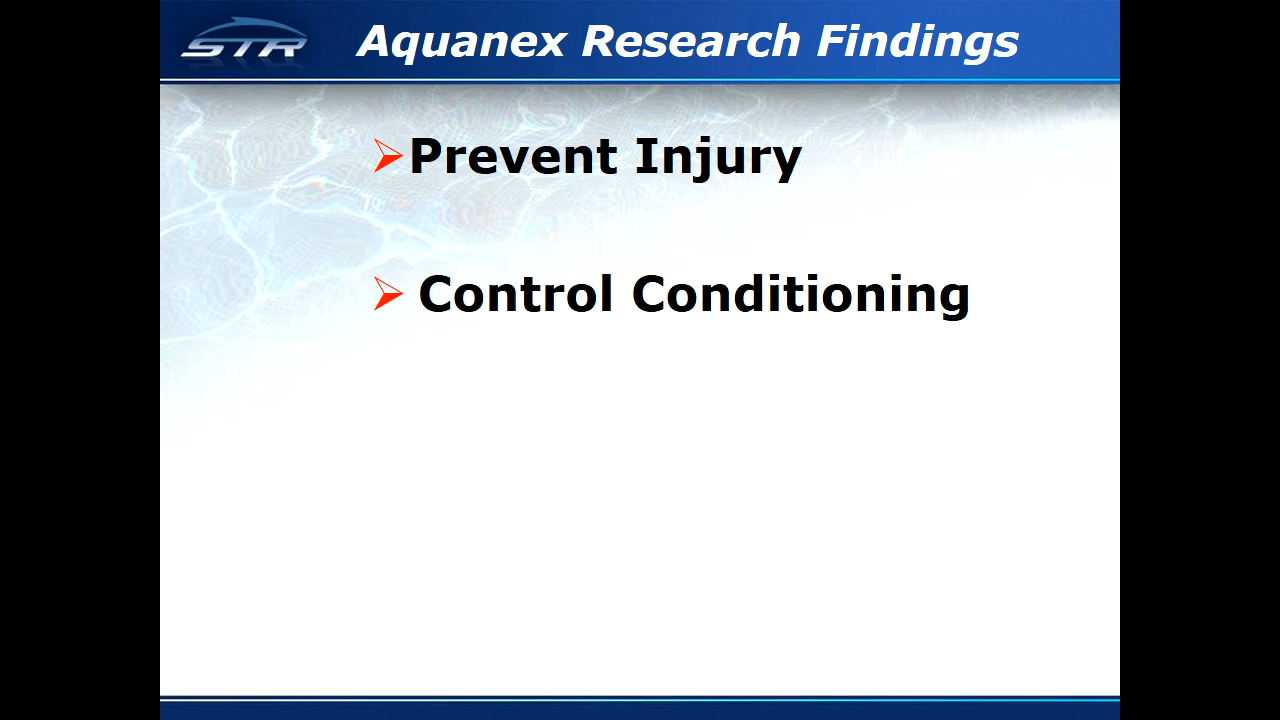 STR
Aquanex Research Findings
Prevent Injury
Control Conditioning